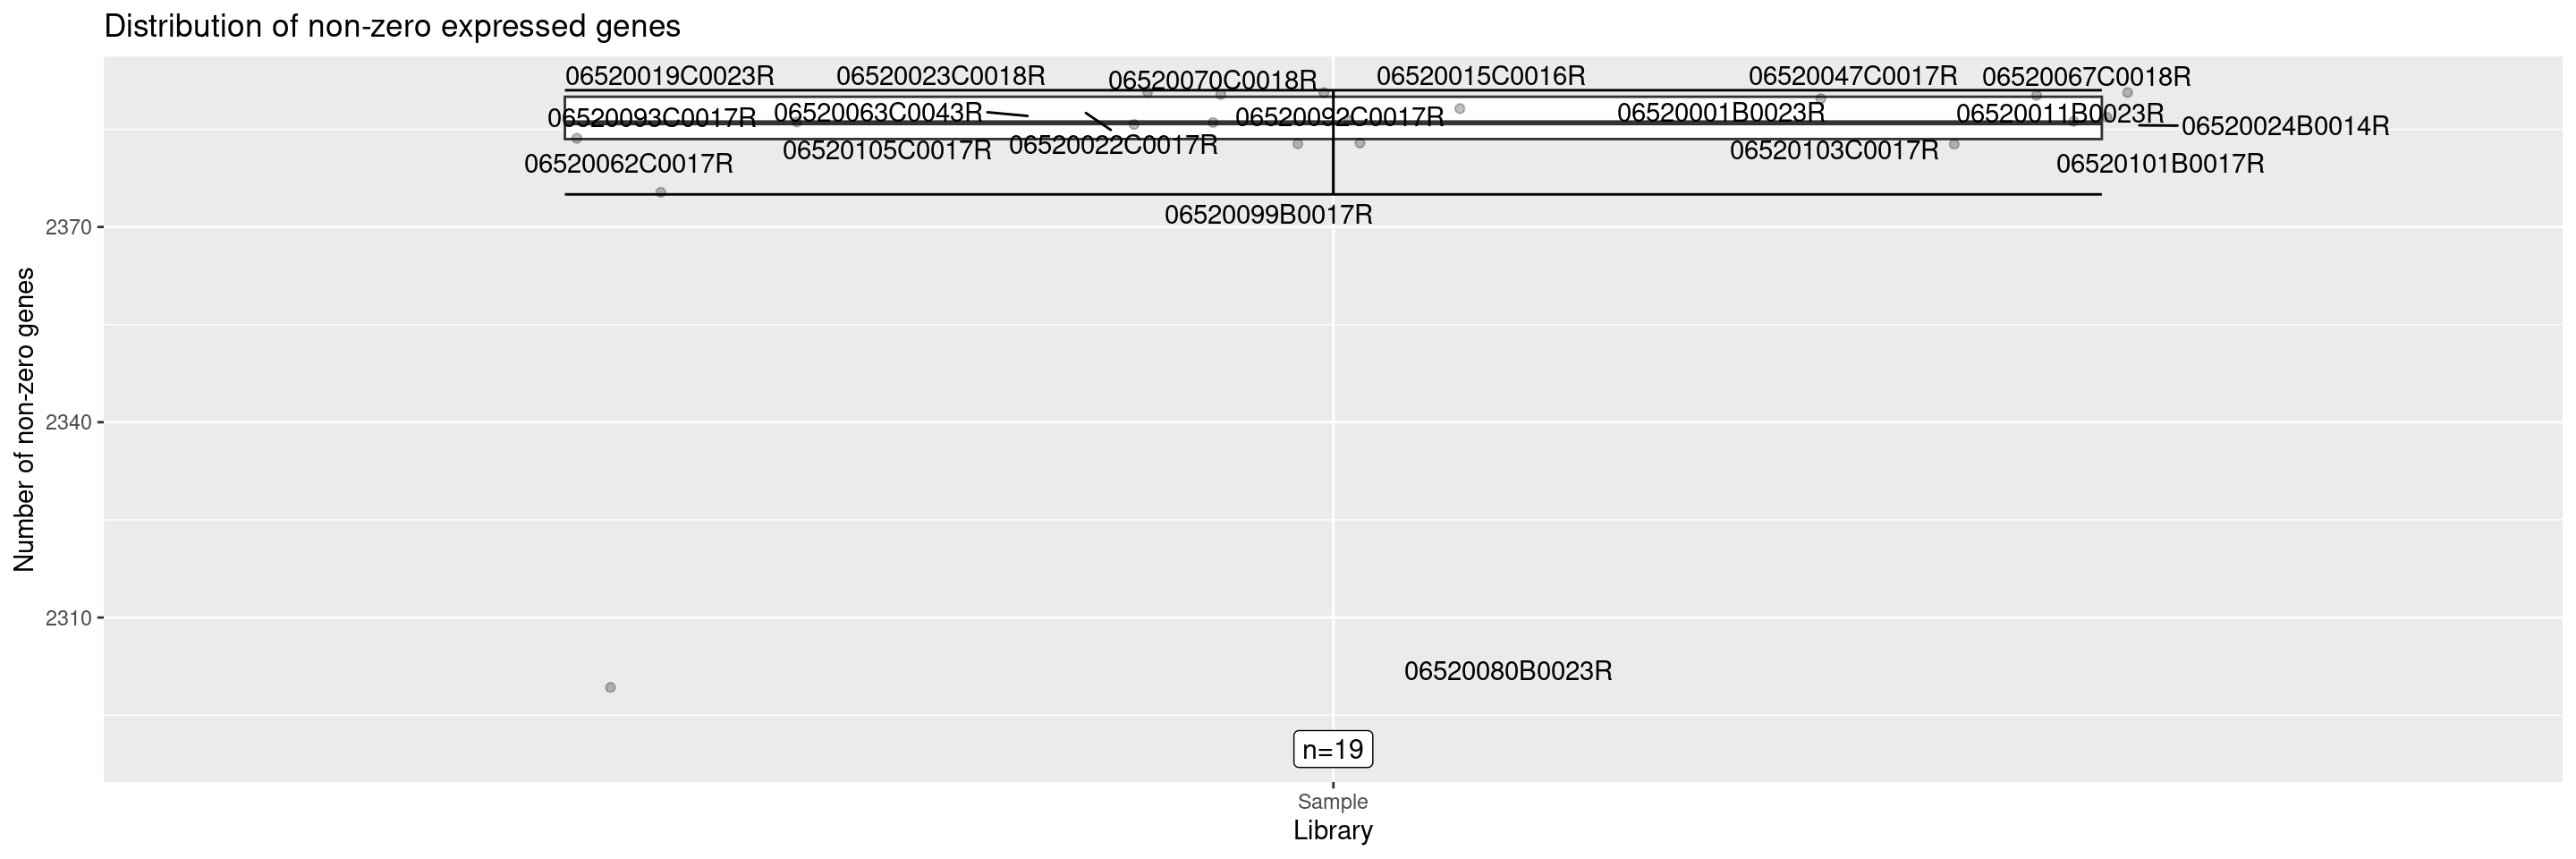 Distribution of non-zero expressed genes
06520019C0023R
06520023C0018R
06520070C0018R
06520015C0016R
06520047C0017R
06520067C0018R
06520093C0017R
06520063C0043R
06520092C0017R
06520001B0023R
06520011B0023R
06520024B0014R
06520062C0017R
06520105C0017R
06520022C0017R
06520103C0017R
06520101B0017R
06520099B0017R
2370
2340
2310
Number of non-zero genes
06520080B0023R
n=19
Sample
Library